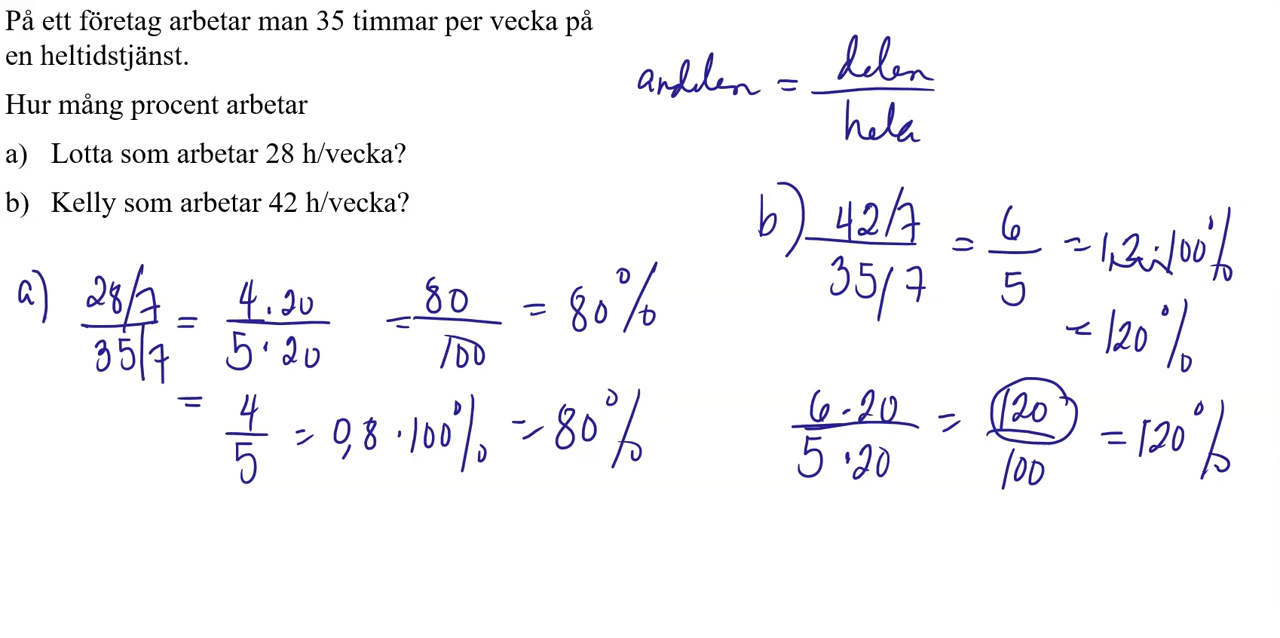 På ett företag arbetar man 35 timmar per vecka på
en heltidstjänst.
Hur mång procent arbetar
a) Lotta som arbetar 28 h/vecka?
b) Kelly som arbetar 42 h/vecka?
andelen = delen / hela
a) 28/7 / 35/7 = 4 · 20 / 5 · 20 = 80 / 100 = 80 %
= 4 / 5 = 0,8 · 100 % = 80 %
b) 42/7 / 35/7 = 6 / 5 = 1,2 · 100 %
= 120 %
6 · 20 / 5 · 20 = 120 / 100 = 120 %